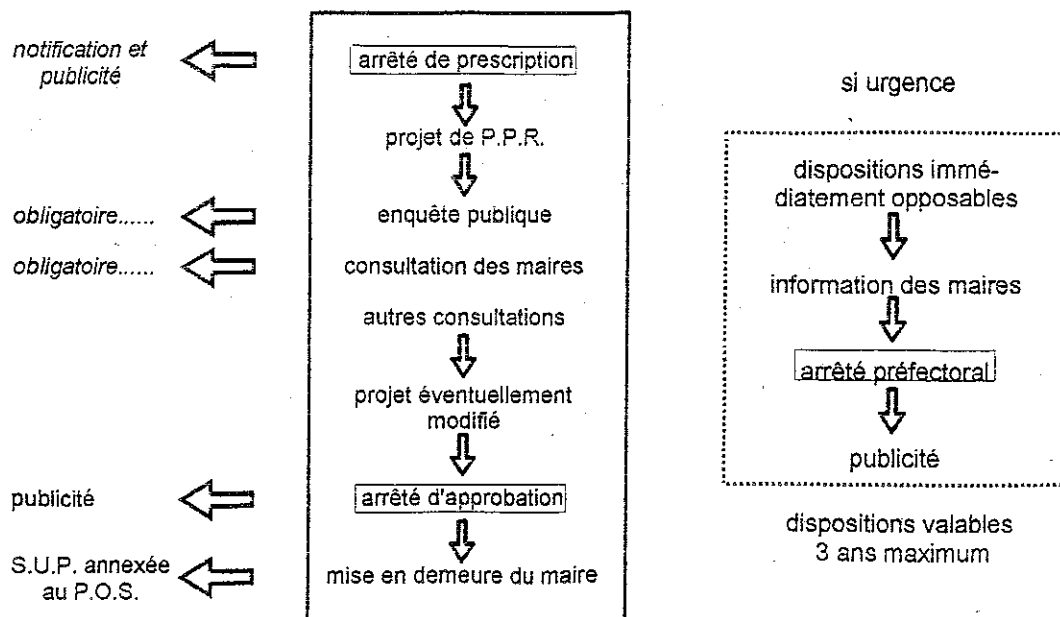 notification et
publicité
arrêté de prescription
projet de P.P.R.
obligatoire......
enquête publique
obligatoire......
consultation des maires
autres consultations
projet éventuellement
modifié
publicité
arrêté d'approbation
S.U.P. annexée
au P.O.S.
mise en demeure du maire
si urgence
dispositions immé-
diatement opposables
information des maires
arrêté préfectoral
publicité
dispositions valables
3 ans maximum